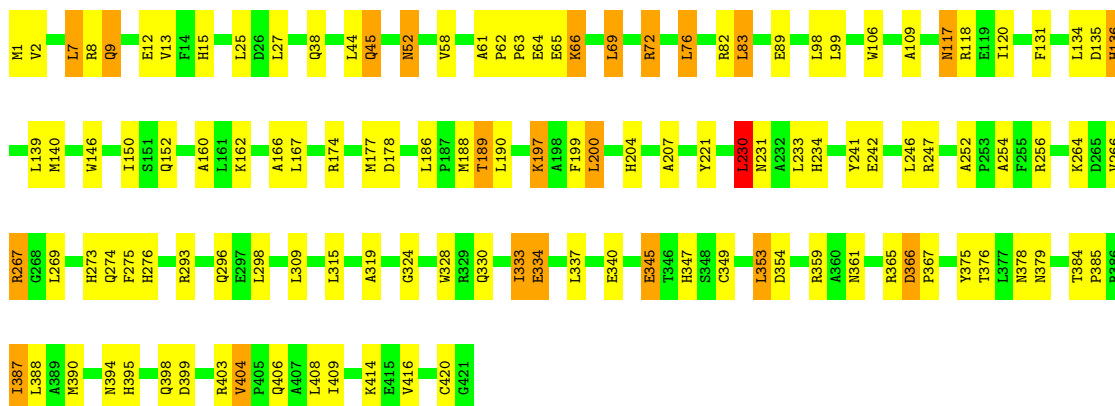 M1 V2 L7 R8 Q9 E12 V13 F14 H15 L25 D26 L27 Q38 L44 Q45 N52 V58 A61 P62 P63 E64 E65 K66 L69 R72 L76 R82 L83 E89 L98 L99 W106 A109 N117 R118 E119 I120 F131 L134 D135 H136
L139 M140 W146 I150 S151 Q152 A160 L161 K162 A166 L167 R174 M177 D178 L186 P187 M188 T189 L190 K197 A198 F199 L200 H204 A207 Y221 L230 N231 A232 L233 H234 Y241 E242 L246 R247 A252 P253 A254 F255 R256 K264 D265 V266
R267 G268 L269 H273 Q274 F275 H276 R293 Q296 E297 L298 L309 L315 A319 G324 W328 R329 Q330 I333 E334 L337 E340 E345 T346 H347 S348 C349 L353 D354 R359 A360 N361 R365 D366 P367 Y375 T376 L377 N378 N379 T384 P385 P386
I387 L388 A389 M390 N394 H395 Q398 D399 R403 V404 P405 Q406 A407 L408 I409 K414 E415 V416 C420 G421